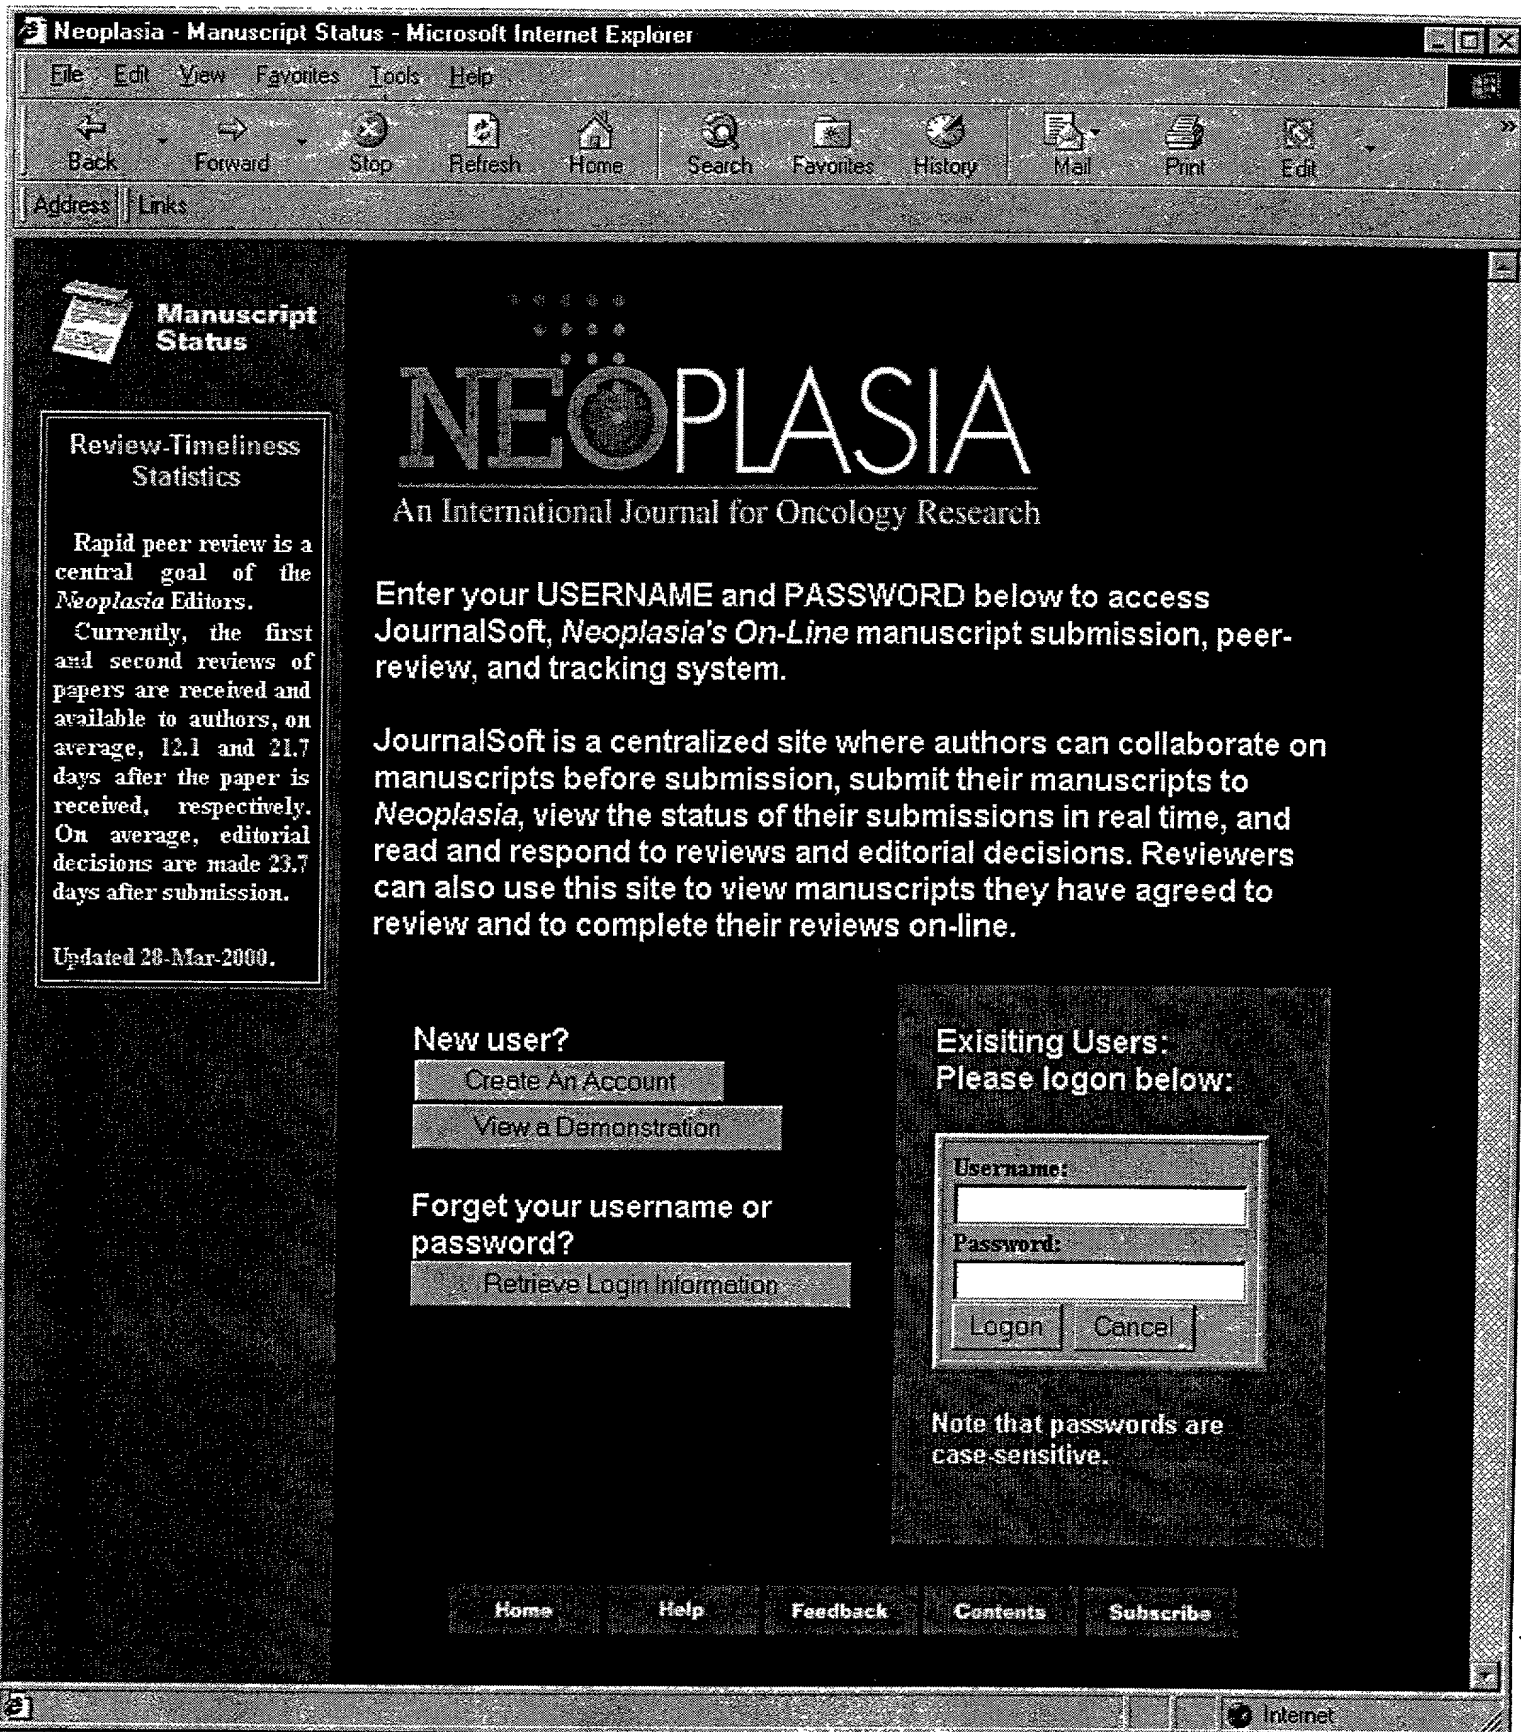 Neoplasia - Manuscript Status - Microsoft Internet Explorer
File Edit View Favorites Tools Help
Back Forward Stop Refresh Home Search Favorites History Mail Print Edit »
Address Links
Manuscript
Status
Review-Timeliness
Statistics
Rapid peer review is a
central goal of the
Neoplasia Editors.
Currently, the first
and second reviews of
papers are received and
available to authors, on
average, 12.1 and 21.7
days after the paper is
received, respectively.
On average, editorial
decisions are made 23.7
days after submission.
Updated 28-Mar-2000.
NEOPLASIA
An International Journal for Oncology Research
Enter your USERNAME and PASSWORD below to access
JournalSoft, Neoplasia's On-Line manuscript submission, peer-
review, and tracking system.
JournalSoft is a centralized site where authors can collaborate on
manuscripts before submission, submit their manuscripts to
Neoplasia, view the status of their submissions in real time, and
read and respond to reviews and editorial decisions. Reviewers
can also use this site to view manuscripts they have agreed to
review and to complete their reviews on-line.
New user?
Create An Account
View a Demonstration
Forget your username or
password?
Retrieve Login Information
Exisiting Users:
Please logon below:
Username:
Password:
Logon Cancel
Note that passwords are
case-sensitive.
Home Help Feedback Contents Subscribe
Internet